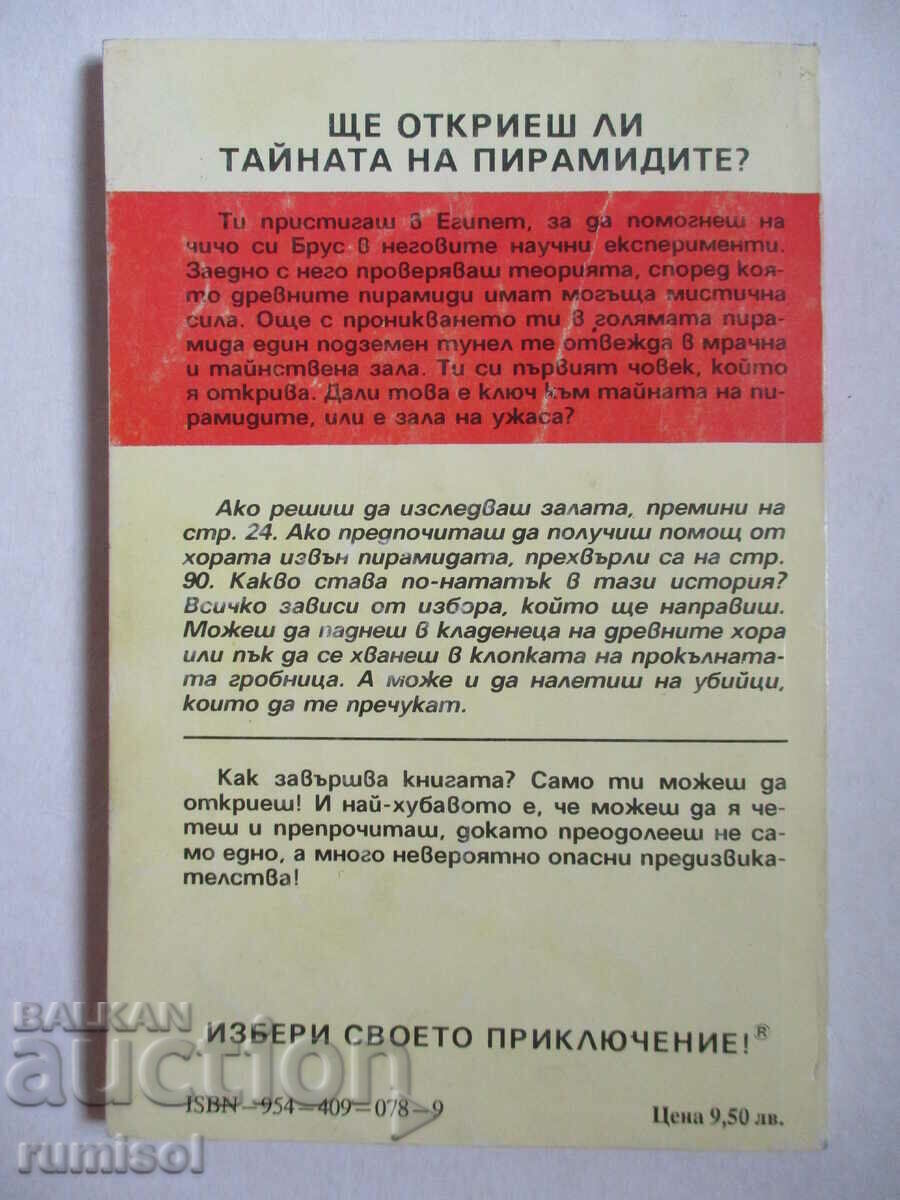 ЩЕ ОТКРИЕШ ЛИ
ТАЙНАТА НА ПИРАМИДИТЕ?
Ти пристигаш в Египет, за да помогнеш на
чичо си Брус в неговите научни експерименти.
Заедно с него проверяваш теорията, според коя-
то древните пирамиди имат могъща мистична
сила. Още с проникването ти в голямата пира-
мида един подземен тунел те отвежда в мрачна
и тайнствена зала. Ти си първият човек, който
я открива. Дали това е ключ към тайната на пи-
рамидите, или е зала на ужаса?
Ако решиш да изследваш залата, премини на
стр. 24. Ако предпочиташ да получиш помощ от
хората извън пирамидата, прехвърли са на стр.
90. Какво става по-нататък в тази история?
Всичко зависи от избора, който ще направиш.
Можеш да паднеш в кладенеца на древните хора
или пък да се хванеш в клопката на прокълната-
та гробница. А може и да налетиш на убийци,
които да те пречукат.
Как завършва книгата? Само ти можеш да
откриеш! И най-хубавото е, че можеш да я че-
теш и препрочиташ, докато преодолееш не са-
мо едно, а много невероятно опасни предизвика-
телства!
ИЗБЕРИ СВОЕТО ПРИКЛЮЧЕНИЕ!®
ISBN–954–409–078–9
Цена 9,50 лв.
BALKAN
auction
rumisol